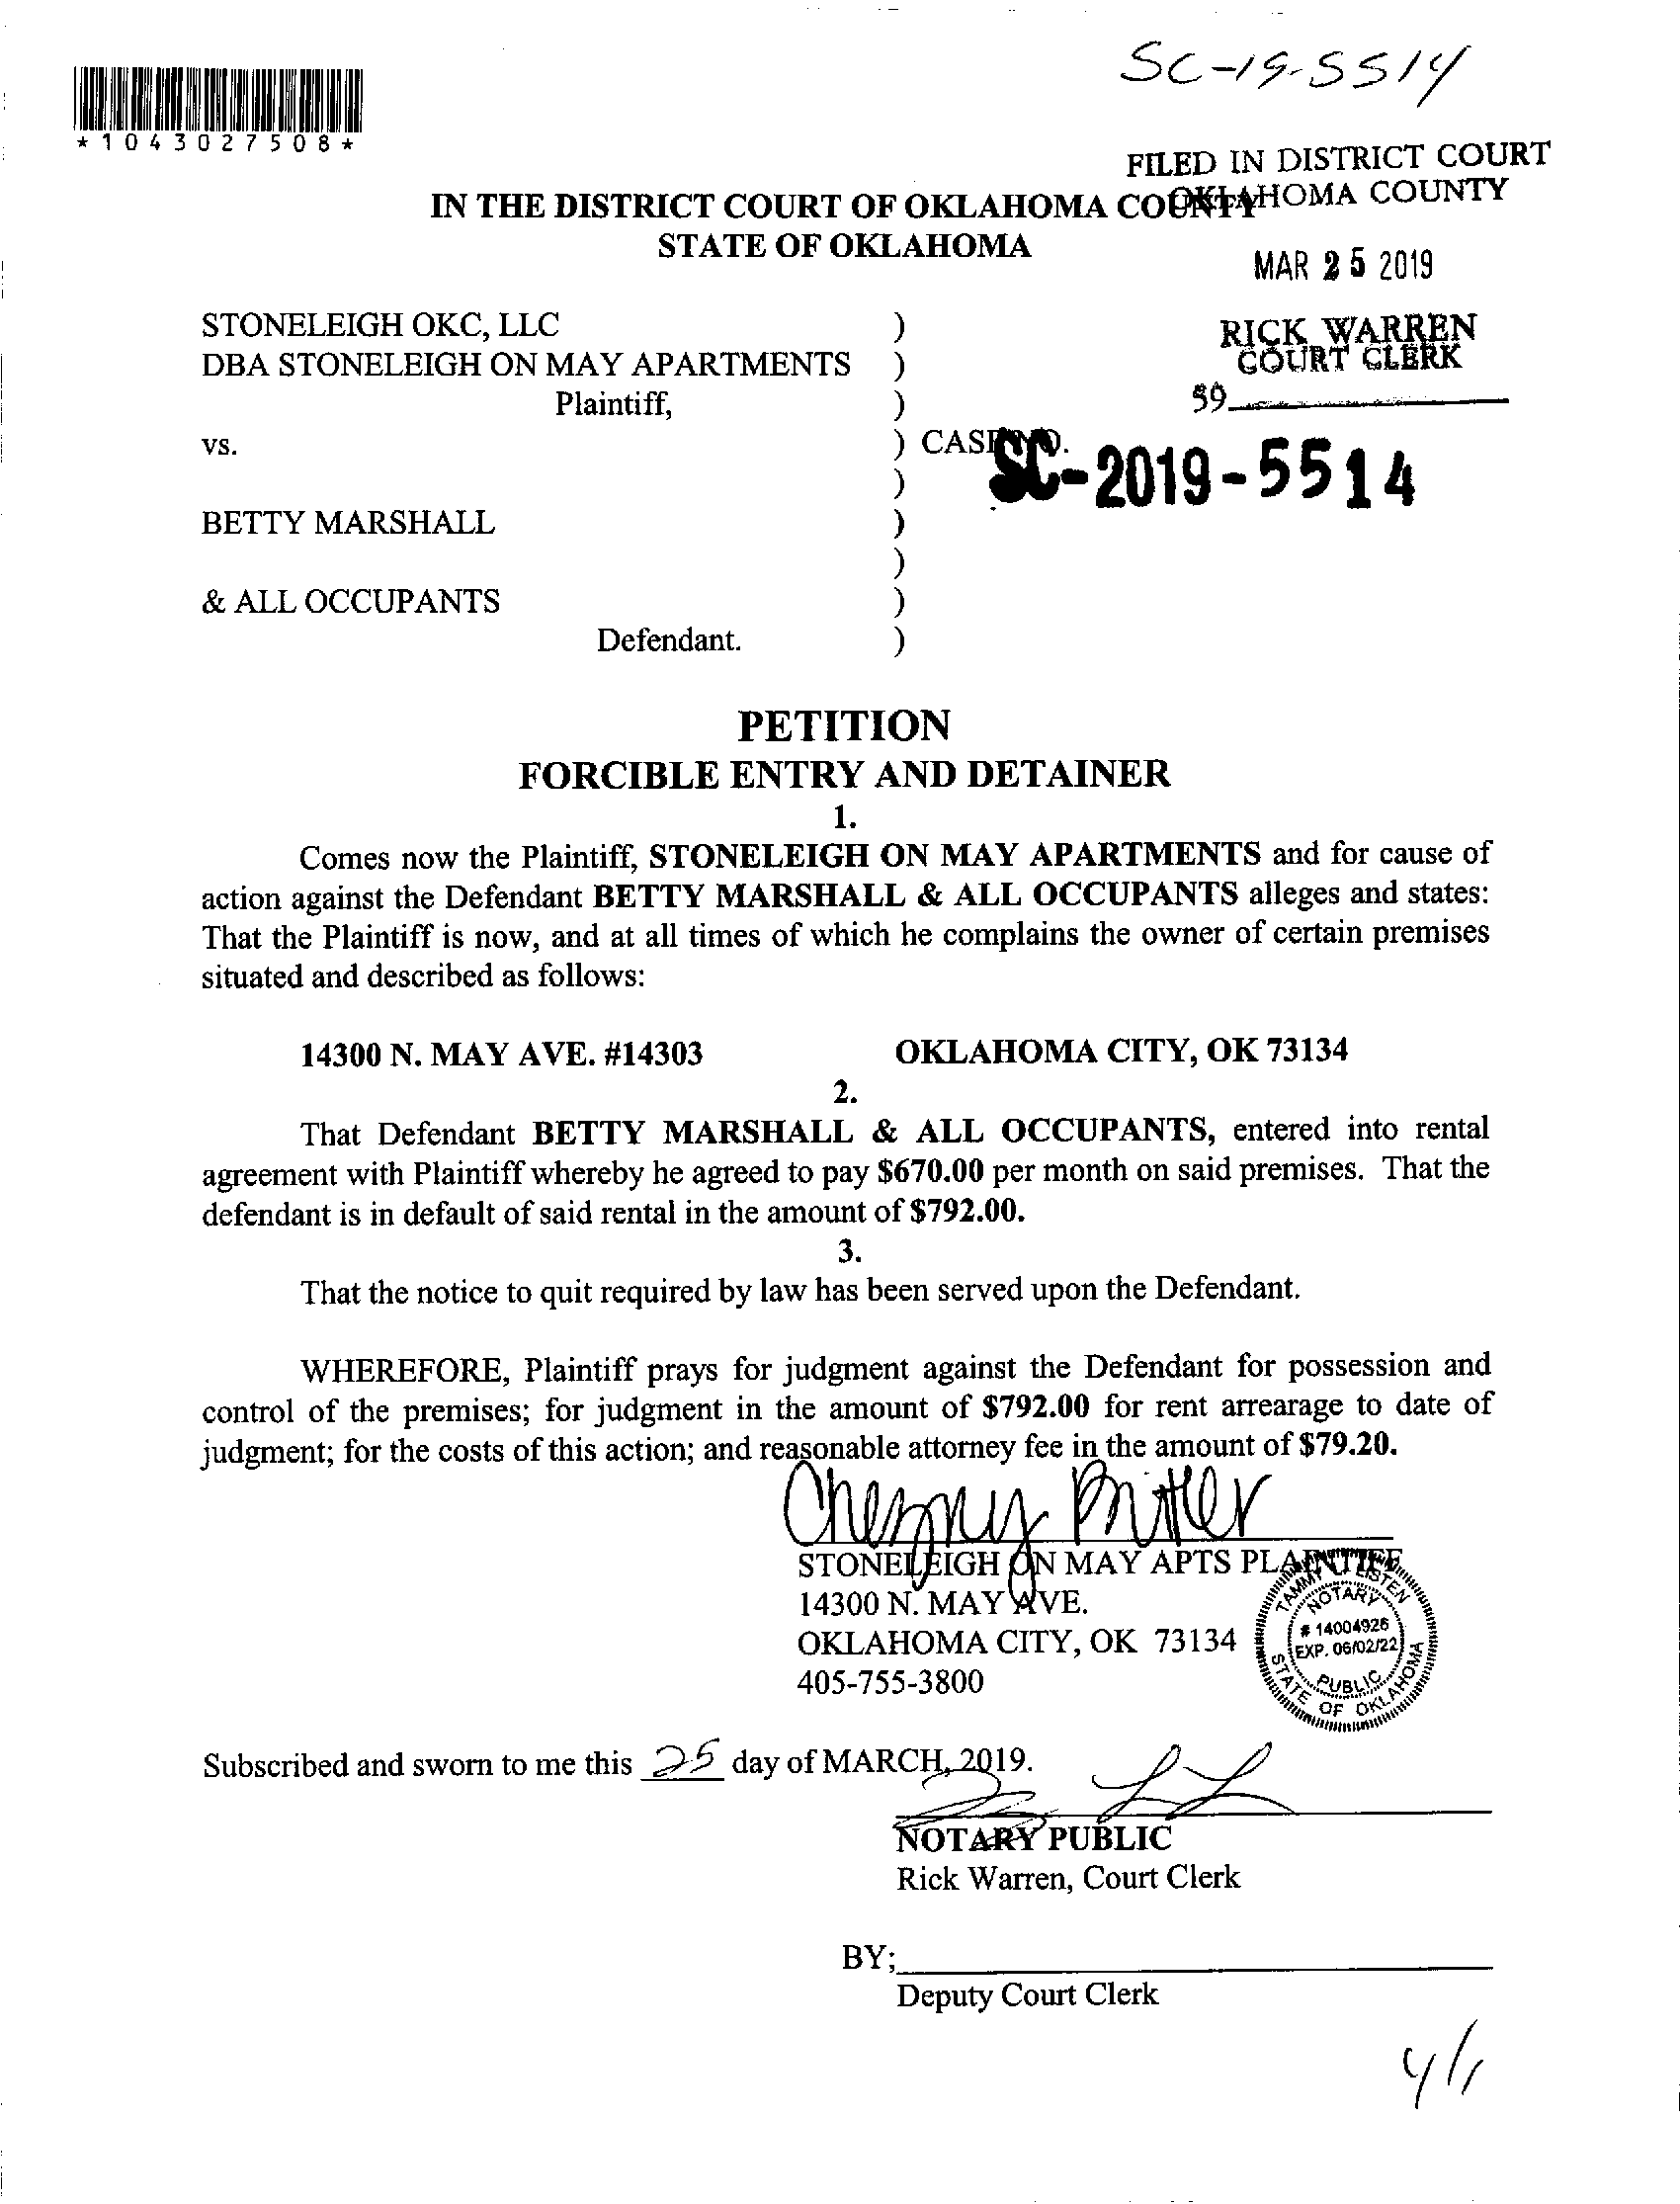 SC-19-5514
*1043027508*
FILED IN DISTRICT COURT
OKLAHOMA COUNTY
IN THE DISTRICT COURT OF OKLAHOMA COUNTY
STATE OF OKLAHOMA
MAR 25 2019
RICK WARREN
COURT CLERK
39
STONELEIGH OKC, LLC )
DBA STONELEIGH ON MAY APARTMENTS )
Plaintiff, )
vs. ) CASE NO.
SC-2019-5514
)
BETTY MARSHALL )
)
& ALL OCCUPANTS )
Defendant. )
PETITION
FORCIBLE ENTRY AND DETAINER
1.
Comes now the Plaintiff, STONELEIGH ON MAY APARTMENTS and for cause of
action against the Defendant BETTY MARSHALL & ALL OCCUPANTS alleges and states:
That the Plaintiff is now, and at all times of which he complains the owner of certain premises
situated and described as follows:
14300 N. MAY AVE. #14303 OKLAHOMA CITY, OK 73134
2.
That Defendant BETTY MARSHALL & ALL OCCUPANTS, entered into rental
agreement with Plaintiff whereby he agreed to pay $670.00 per month on said premises. That the
defendant is in default of said rental in the amount of $792.00.
3.
That the notice to quit required by law has been served upon the Defendant.
WHEREFORE, Plaintiff prays for judgment against the Defendant for possession and
control of the premises; for judgment in the amount of $792.00 for rent arrearage to date of
judgment; for the costs of this action; and reasonable attorney fee in the amount of $79.20.
STONELEIGH ON MAY APTS PLAINTIFF
14300 N. MAY AVE.
OKLAHOMA CITY, OK 73134
405-755-3800
TAMMY LISTEN
NOTARY
# 14004926
EXP. 06/02/22
PUBLIC
STATE OF OKLAHOMA
Subscribed and sworn to me this 25 day of MARCH, 2019.
NOTARY PUBLIC
Rick Warren, Court Clerk
BY;
Deputy Court Clerk
4/1